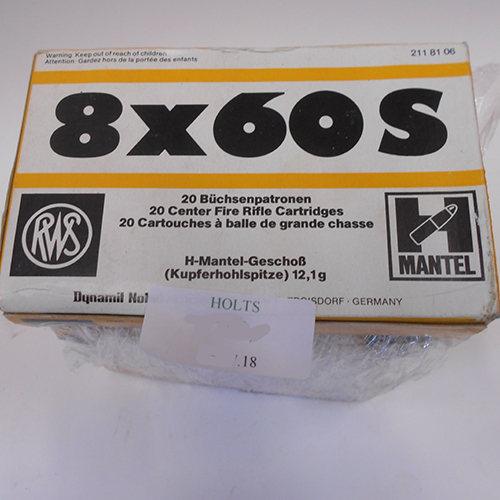 Warning: Keep out of reach of children
Attention: Gardez hors de la portée des enfants
211 81 06
8x60 S
RWS
20 Büchsenpatronen
20 Center Fire Rifle Cartridges
20 Cartouches à balle de grande chasse
H-Mantel-Geschoß
(Kupferhohlspitze) 12,1g
H
MANTEL
Dynamit GERMANY
HOLTS
.18